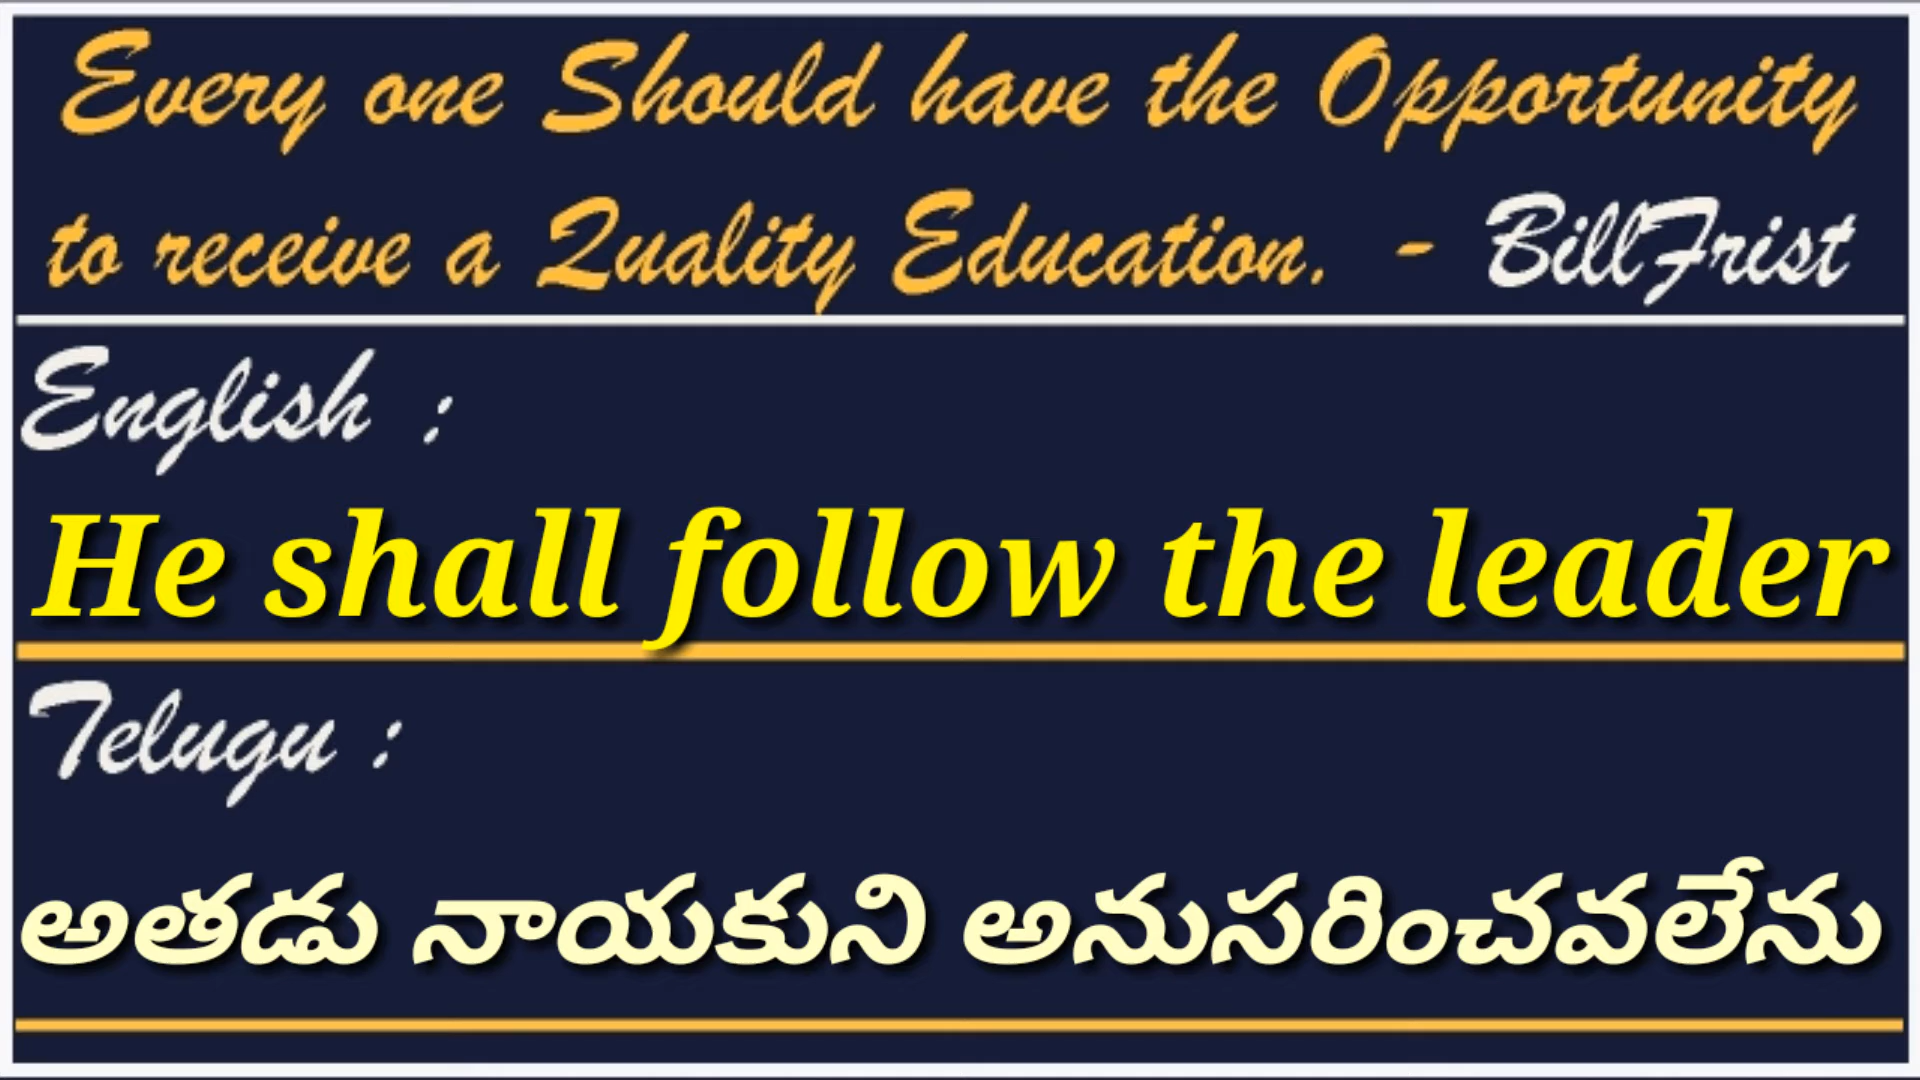 Every one Should have the Opportunity
to receive a Quality Education. - BillFrist
English :
He shall follow the leader
Telugu :
అతడు నాయకుని అనుసరించవలేను